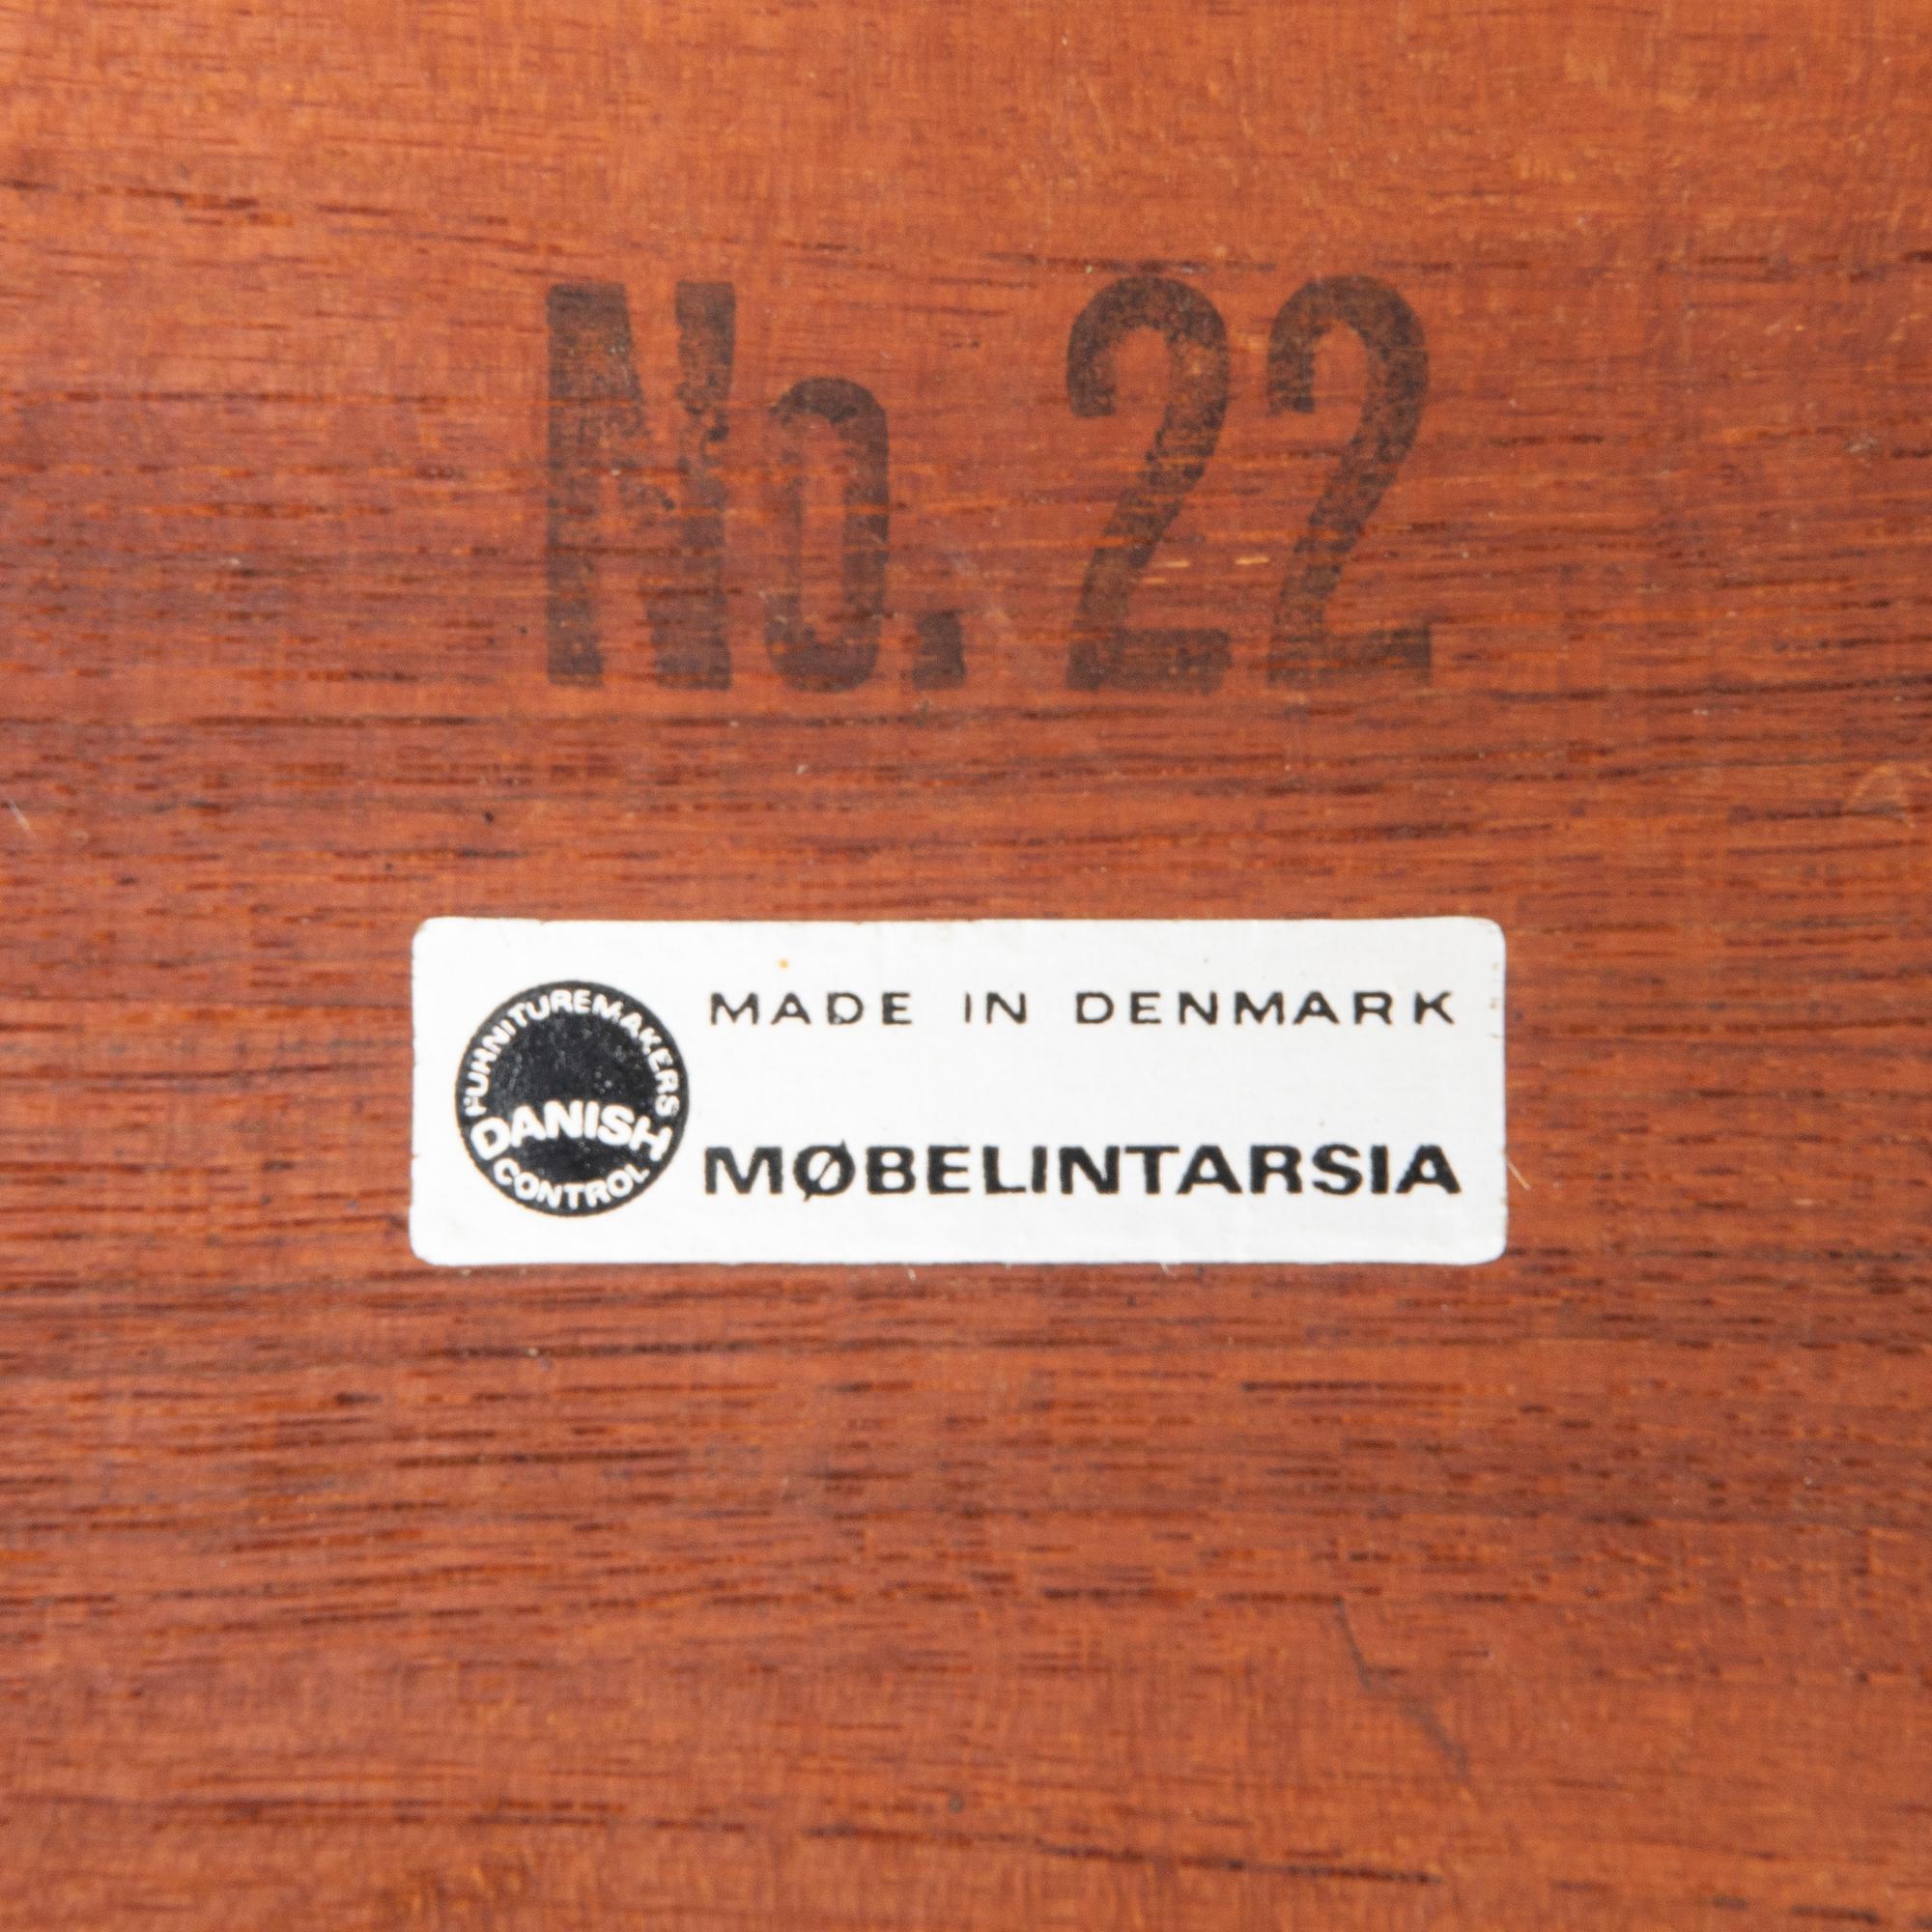 No. 22
MADE IN DENMARK
MØBELINTARSIA
FURNITUREMAKERS
DANISH
CONTROL